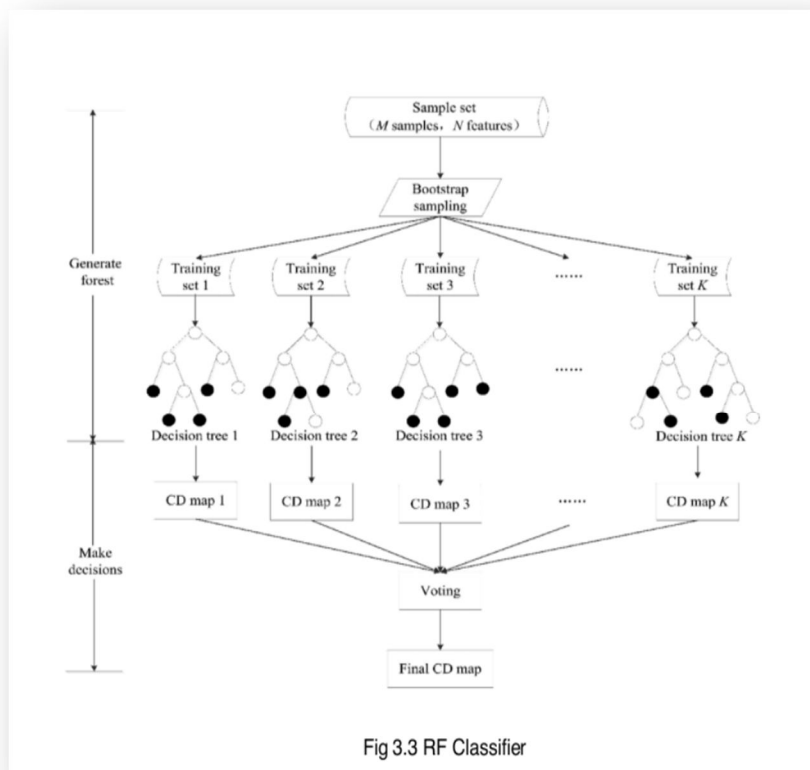 Sample set
（M samples，N features）
Bootstrap
sampling
Generate
forest
Training
set 1
Training
set 2
Training
set 3
......
Training
set K
......
Decision tree 1
Decision tree 2
Decision tree 3
Decision tree K
CD map 1
CD map 2
CD map 3
......
CD map K
Make
decisions
Voting
Final CD map
Fig 3.3 RF Classifier